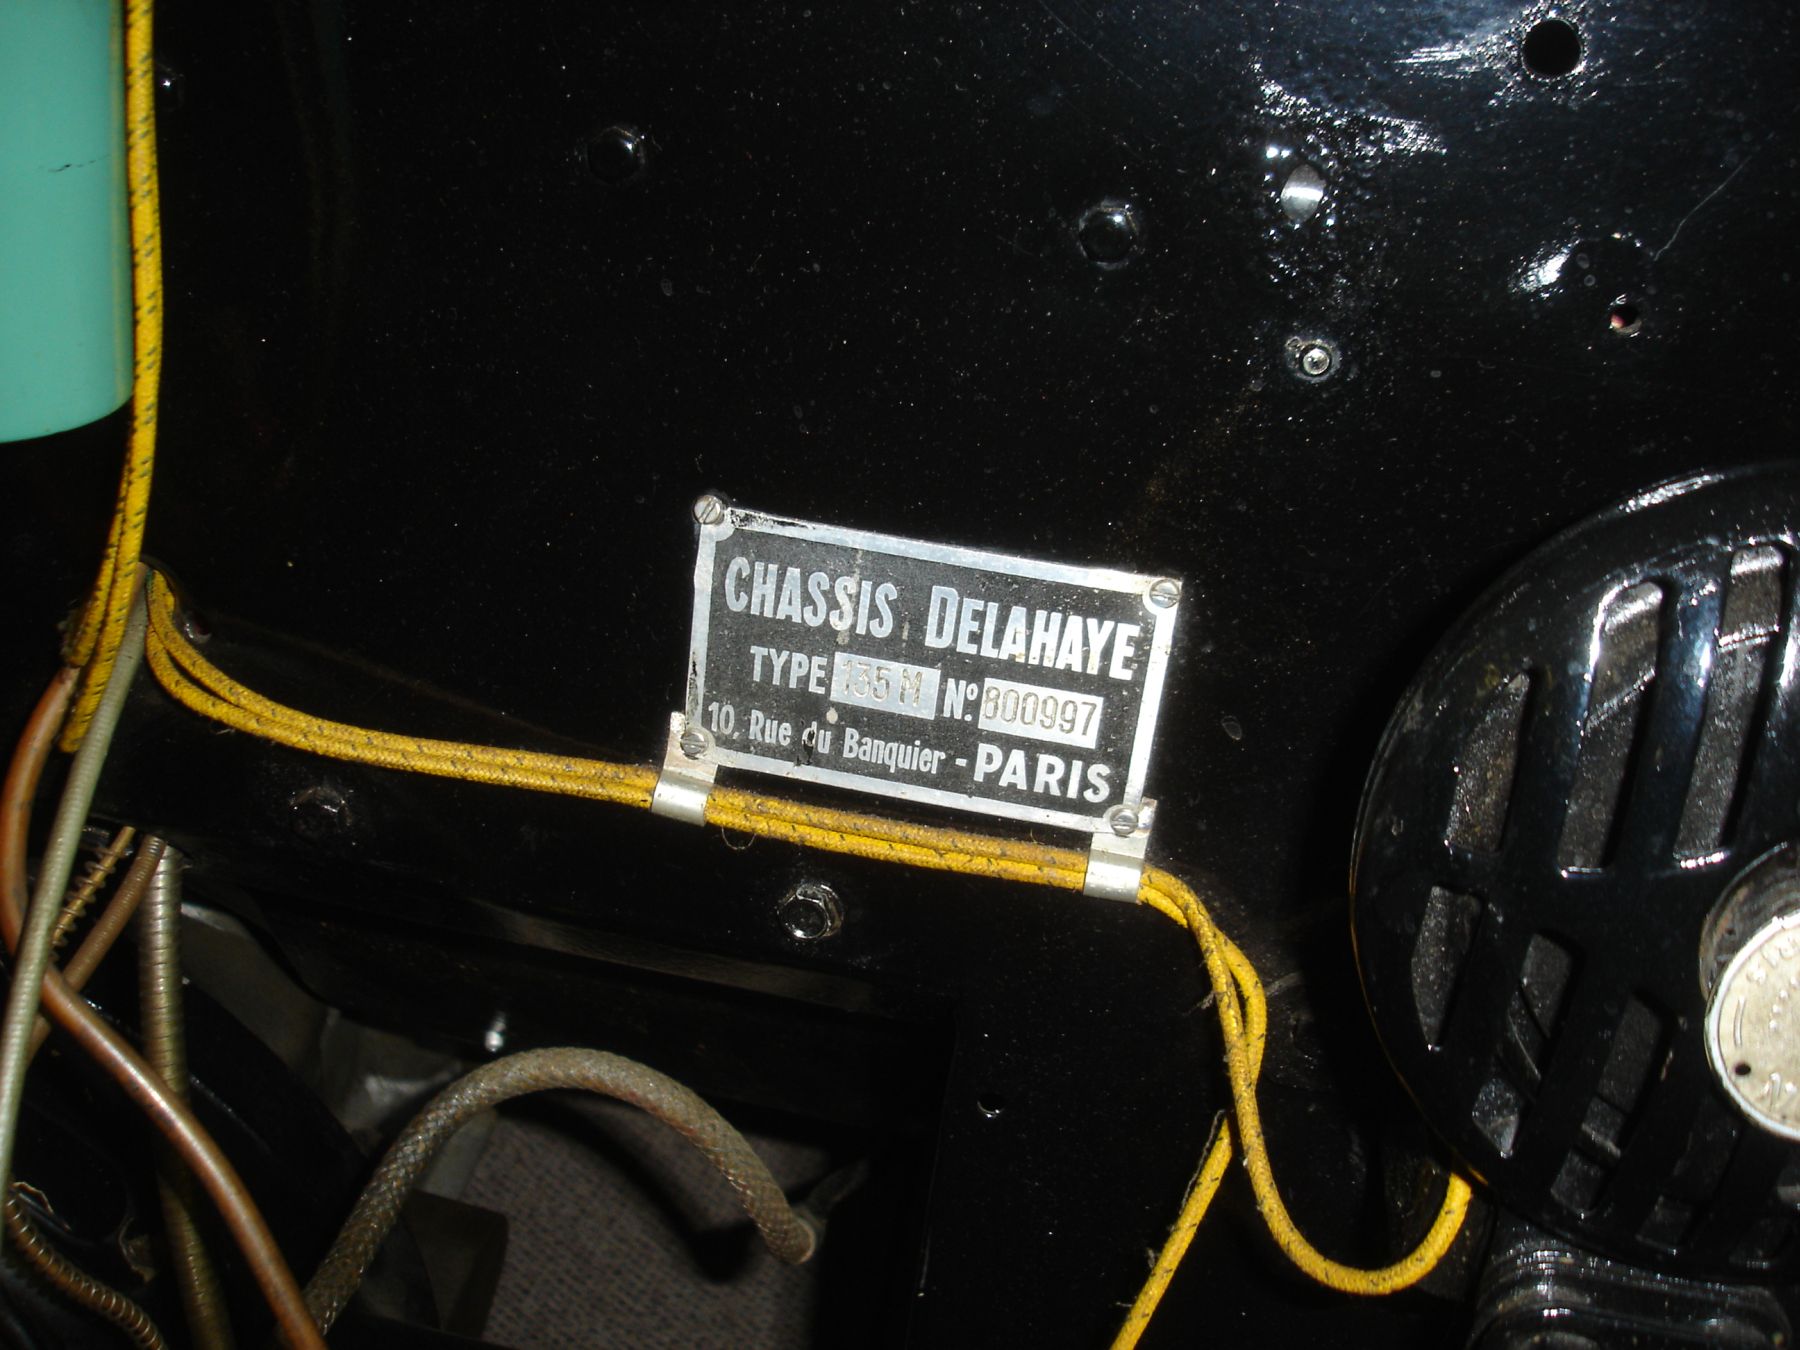 CHASSIS DELAHAYE
TYPE 135 M No. 800997
10, Rue du Banquier - PARIS